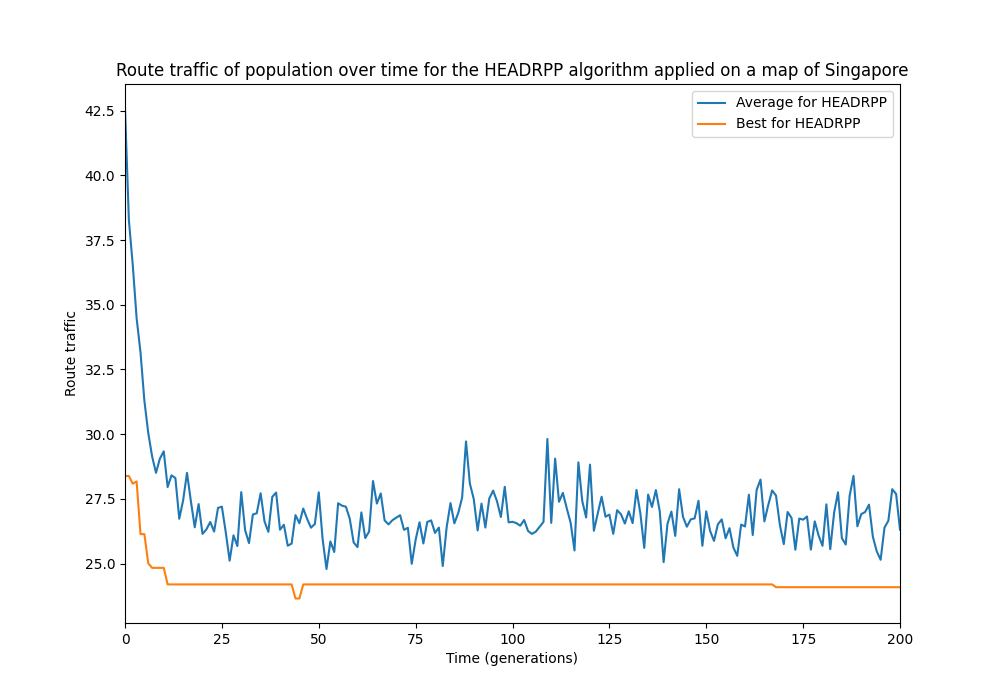 Route traffic of population over time for the HEADRPP algorithm applied on a map of Singapore
Average for HEADRPP
Best for HEADRPP
Route traffic
42.5
40.0
37.5
35.0
32.5
30.0
27.5
25.0
0 25 50 75 100 125 150 175 200
Time (generations)